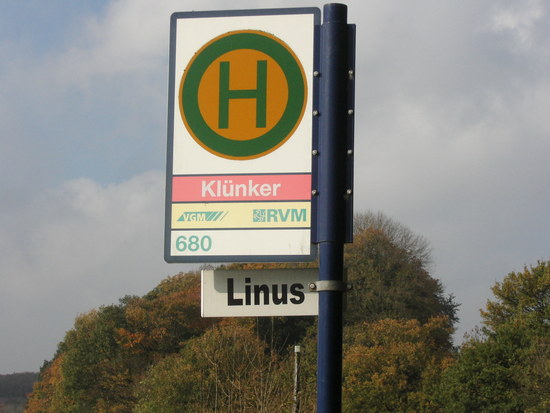 H
Klünker
VGM RVM
680
Linus